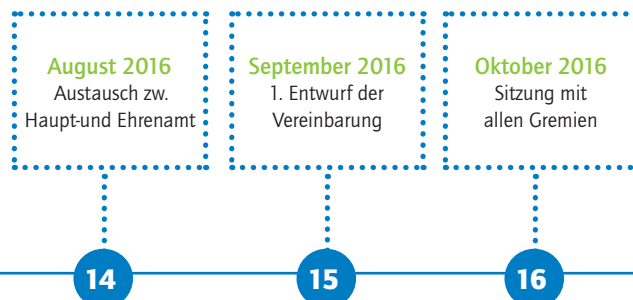 August 2016
Austausch zw.
Haupt-und Ehrenamt
September 2016
1. Entwurf der
Vereinbarung
Oktober 2016
Sitzung mit
allen Gremien
14
15
16